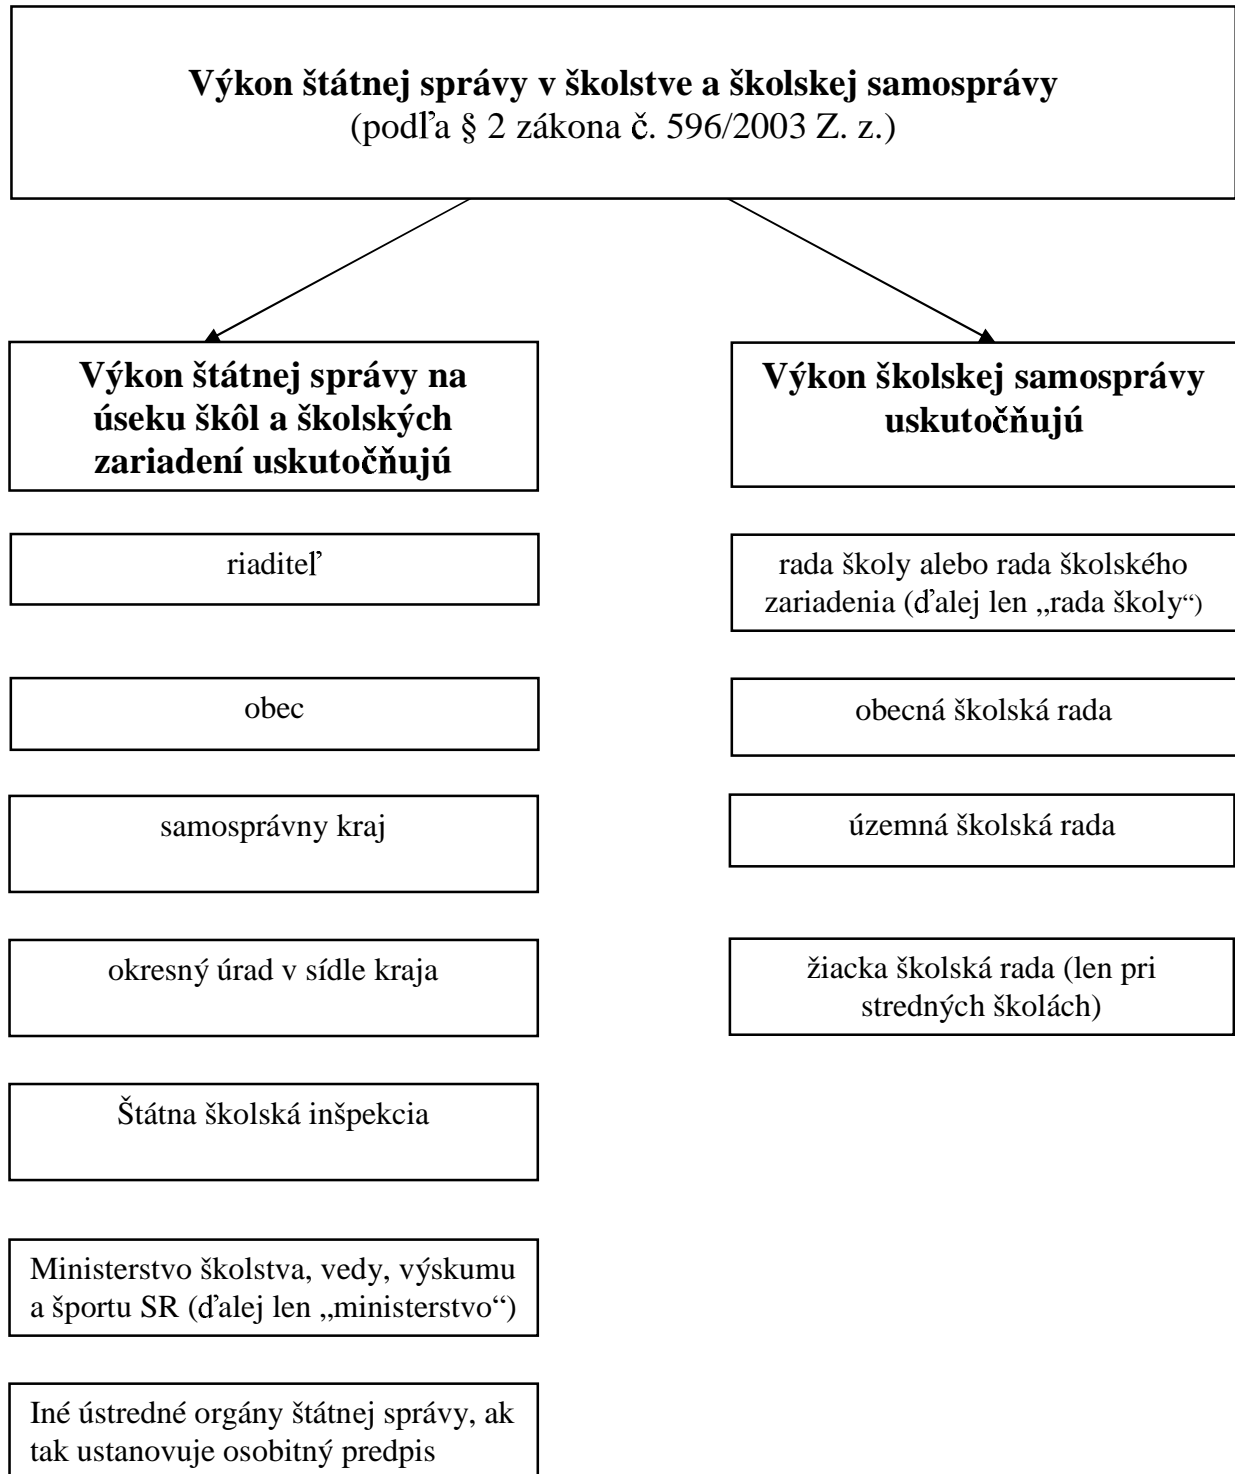 Výkon štátnej správy v školstve a školskej samosprávy
(podľa § 2 zákona č. 596/2003 Z. z.)
Výkon štátnej správy na
úseku škôl a školských
zariadení uskutočňujú
riaditeľ
obec
samosprávny kraj
okresný úrad v sídle kraja
Štátna školská inšpekcia
Ministerstvo školstva, vedy, výskumu
a športu SR (ďalej len „ministerstvo“)
Iné ústredné orgány štátnej správy, ak
tak ustanovuje osobitný predpis
Výkon školskej samosprávy
uskutočňujú
rada školy alebo rada školského
zariadenia (ďalej len „rada školy“)
obecná školská rada
územná školská rada
žiacka školská rada (len pri
stredných školách)